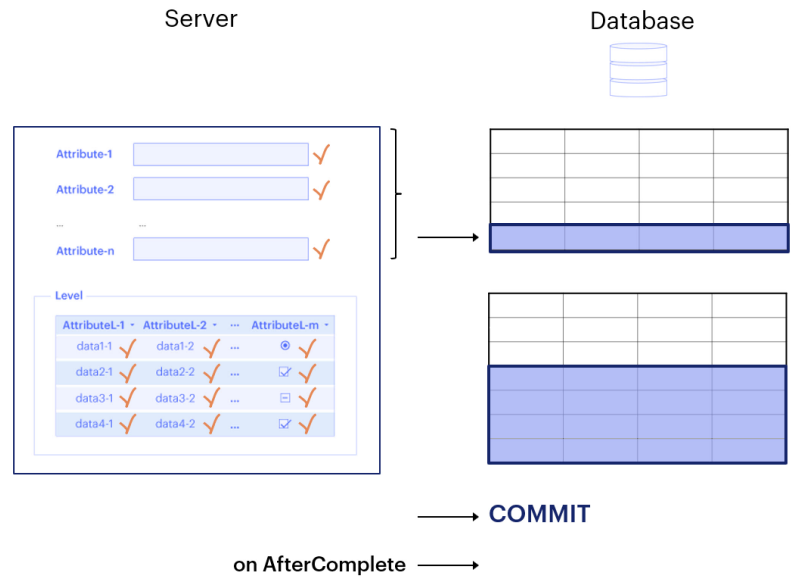 Server
Database
Attribute-1
Attribute-2
... ...
Attribute-n
Level
AttributeL-1 AttributeL-2 ... AttributeL-m
data1-1 data1-2 ...
data2-1 data2-2 ...
data3-1 data3-2 ...
data4-1 data4-2 ...
COMMIT
on AfterComplete